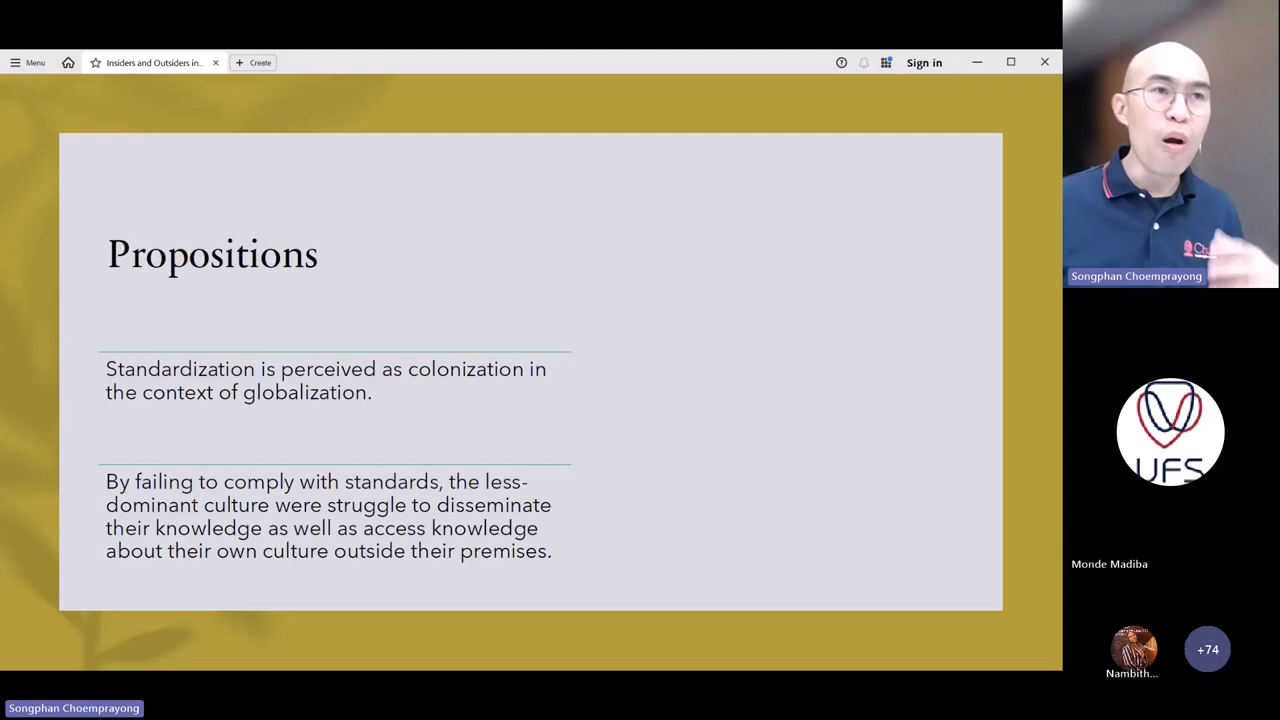 Menu
Insiders and Outsiders in...
Create
Sign in
Propositions
Standardization is perceived as colonization in
the context of globalization.
By failing to comply with standards, the less-
dominant culture were struggle to disseminate
their knowledge as well as access knowledge
about their own culture outside their premises.
Songphan Choemprayong
UFS
Monde Madiba
Nambith...
+74
Songphan Choemprayong